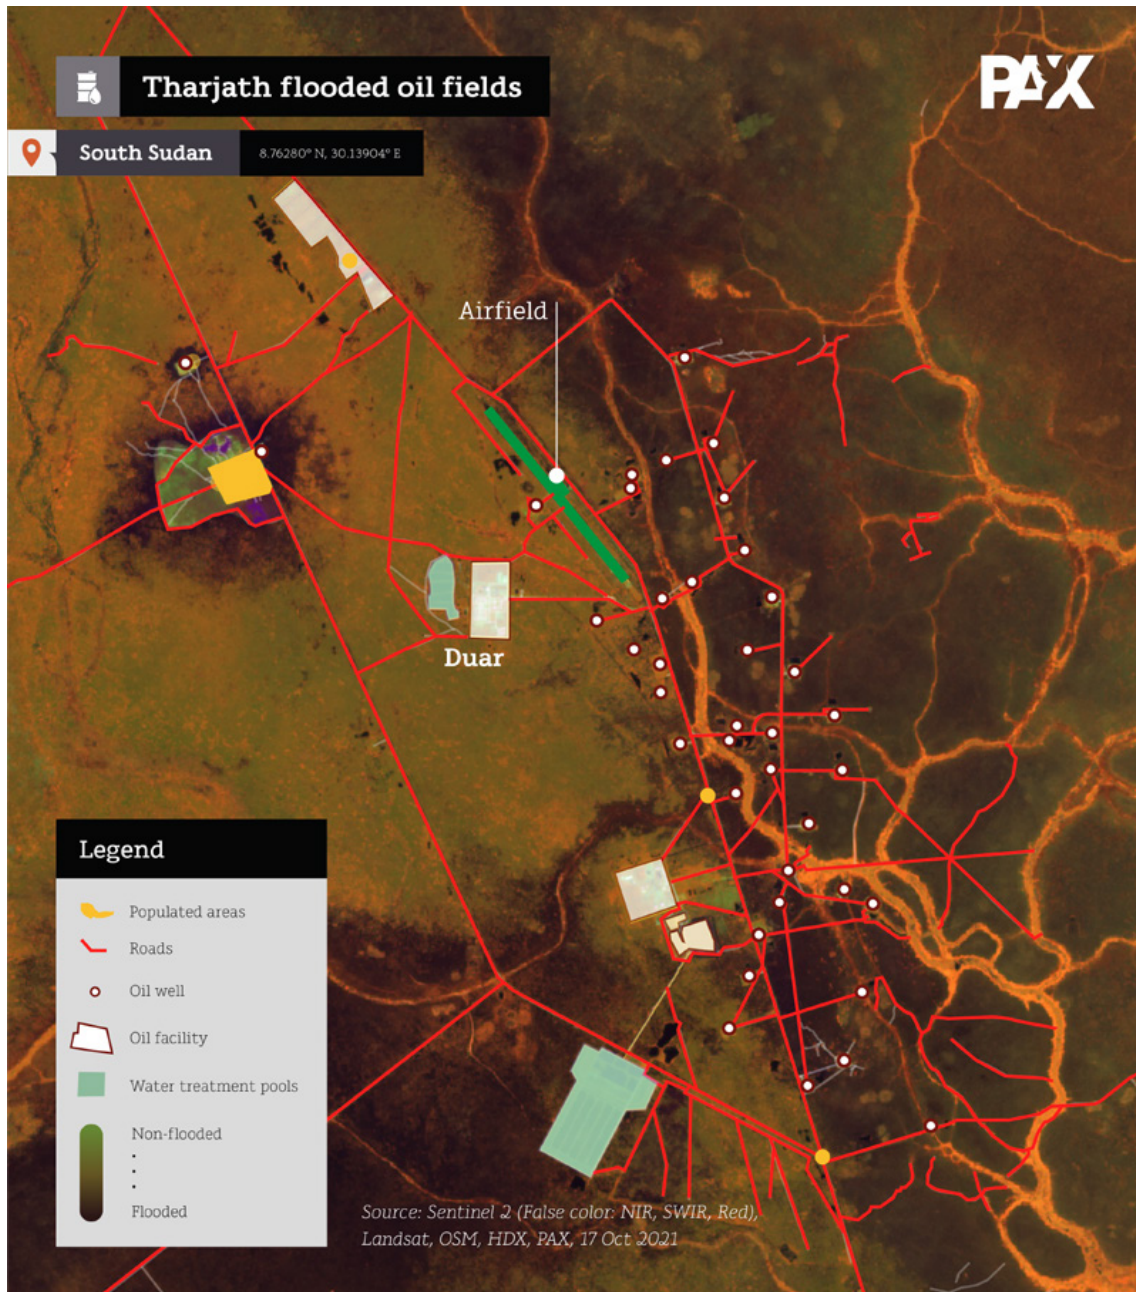 Tharjath flooded oil fields
PAX
South Sudan
8.76280° N, 30.13904° E
Airfield
Duar
Legend
Populated areas
Roads
Oil well
Oil facility
Water treatment pools
Non-flooded
Flooded
Source: Sentinel 2 (False color: NIR, SWIR, Red),
Landsat, OSM, HDX, PAX, 17 Oct 2021